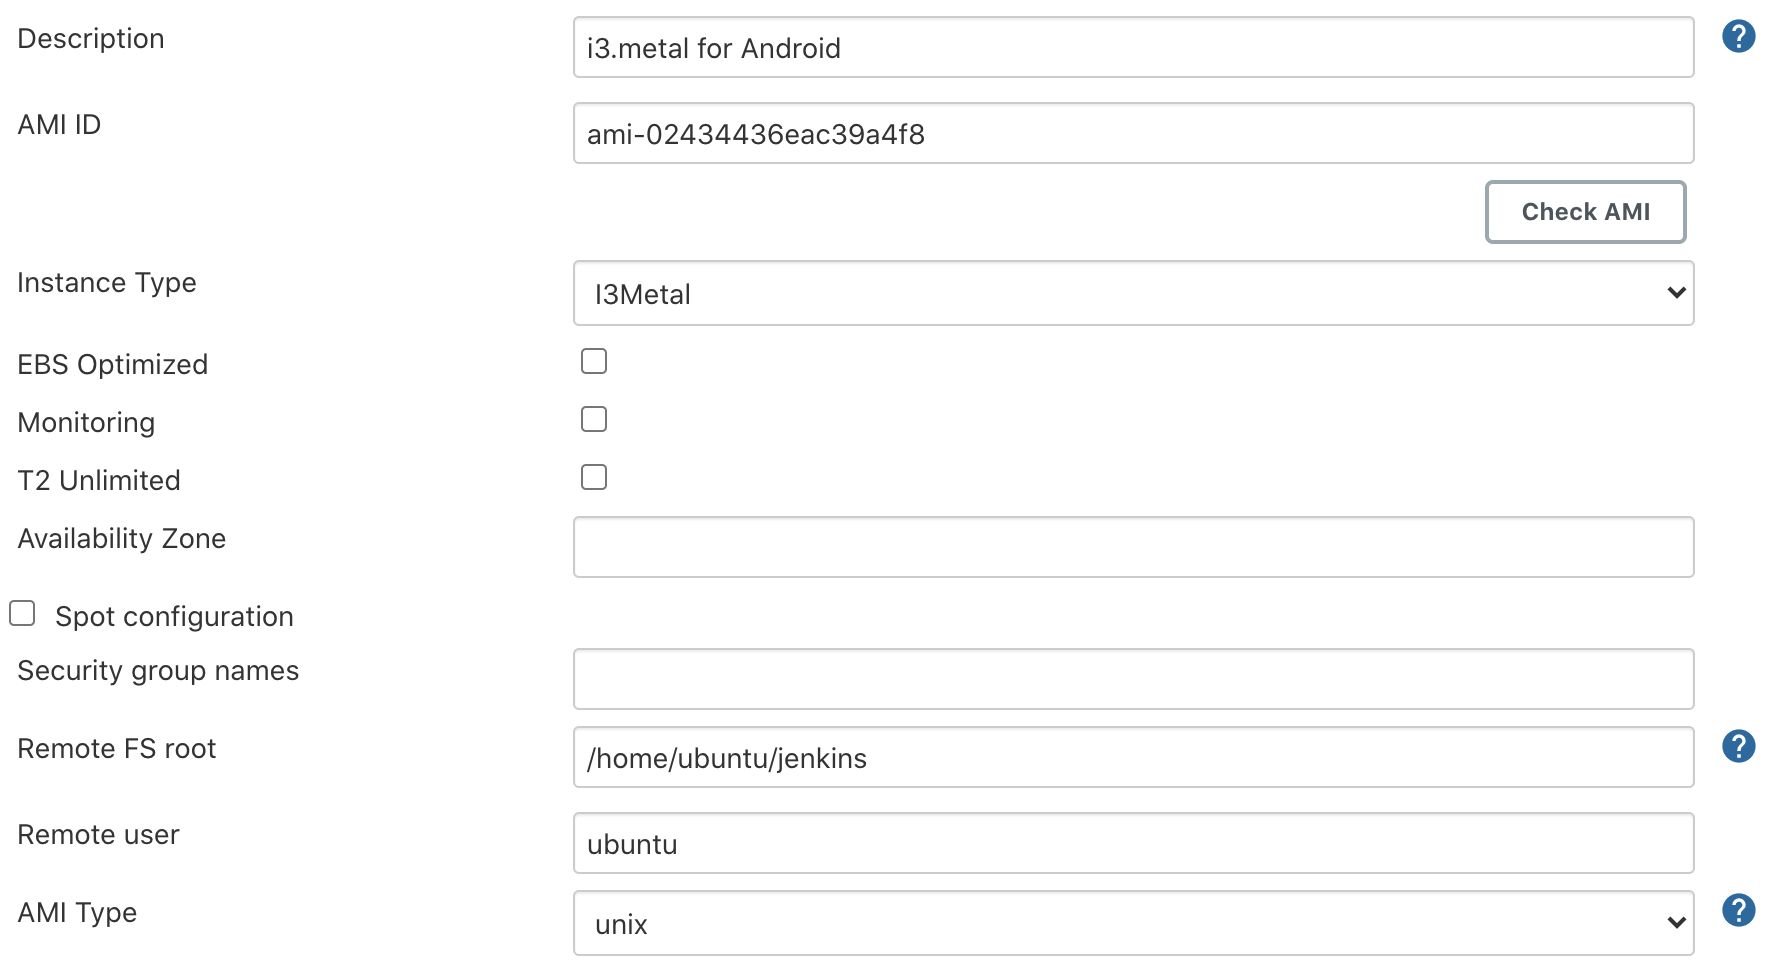 Description
i3.metal for Android
?
AMI ID
ami-02434436eac39a4f8
Check AMI
Instance Type
I3Metal
EBS Optimized
Monitoring
T2 Unlimited
Availability Zone
Spot configuration
Security group names
Remote FS root
/home/ubuntu/jenkins
?
Remote user
ubuntu
AMI Type
unix
?